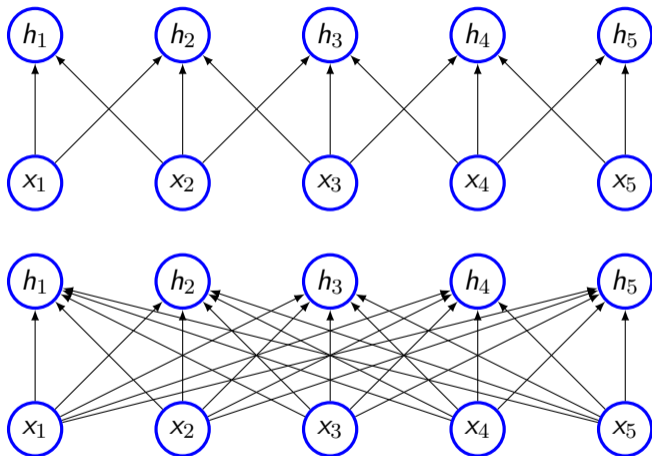 h₁ h₂ h₃ h₄ h₅
x₁ x₂ x₃ x₄ x₅
h₁ h₂ h₃ h₄ h₅
x₁ x₂ x₃ x₄ x₅